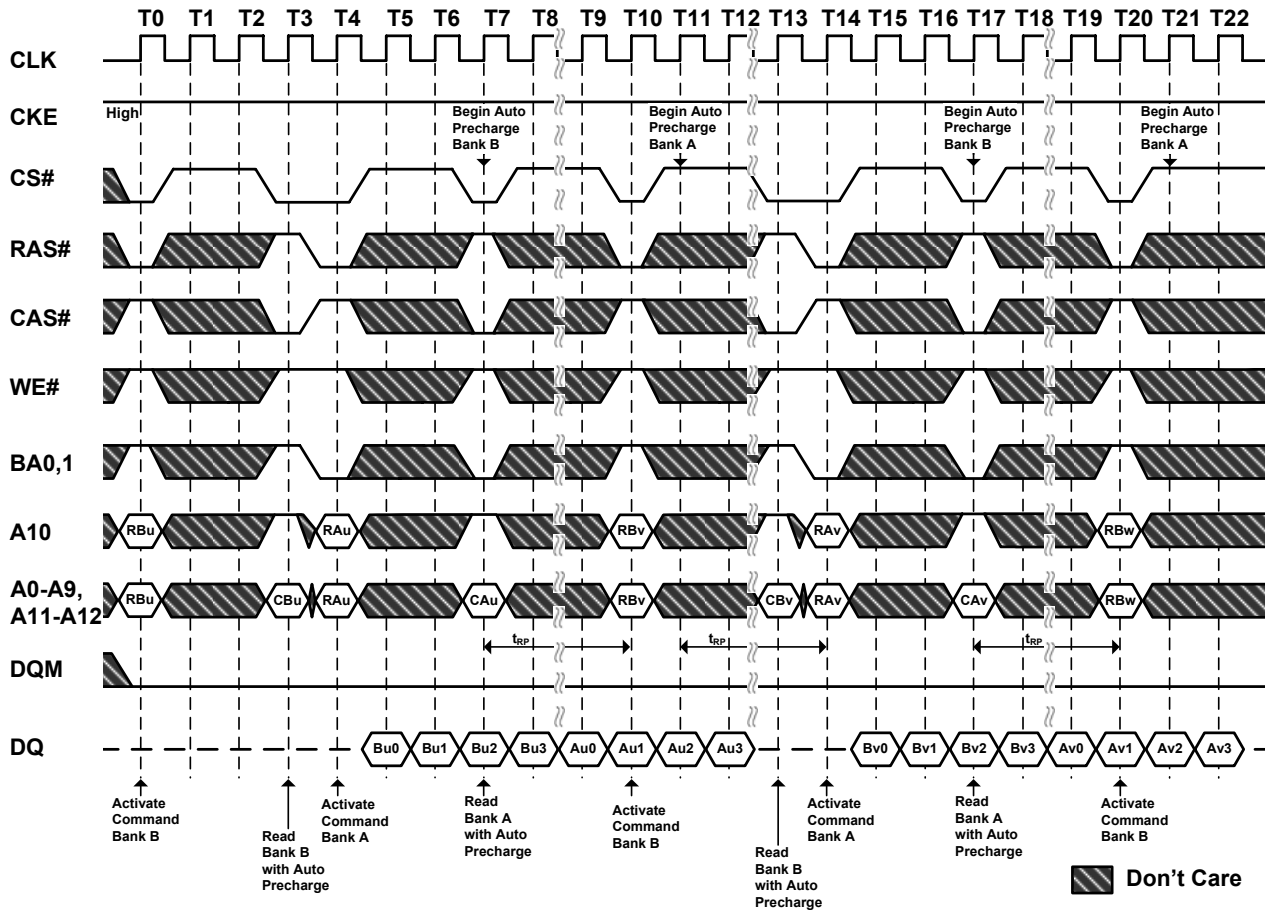 T0 T1 T2 T3 T4 T5 T6 T7 T8 T9 T10 T11 T12 T13 T14 T15 T16 T17 T18 T19 T20 T21 T22
CLK
CKE
High
Begin Auto
Precharge
Bank B
Begin Auto
Precharge
Bank A
Begin Auto
Precharge
Bank B
Begin Auto
Precharge
Bank A
CS#
RAS#
CAS#
WE#
BA0,1
A10
RBu RAu RBv RAv RBw
A0-A9,
A11-A12
RBu CBu RAu CAu RBv CBv RAv CAv RBw
tRP tRP tRP
DQM
DQ
Bu0 Bu1 Bu2 Bu3 Au0 Au1 Au2 Au3 Bv0 Bv1 Bv2 Bv3 Av0 Av1 Av2 Av3
Activate
Command
Bank B
Read
Bank B
with Auto
Precharge
Activate
Command
Bank A
Read
Bank A
with Auto
Precharge
Activate
Command
Bank B
Read
Bank B
with Auto
Precharge
Activate
Command
Bank A
Read
Bank A
with Auto
Precharge
Activate
Command
Bank B
Don't Care